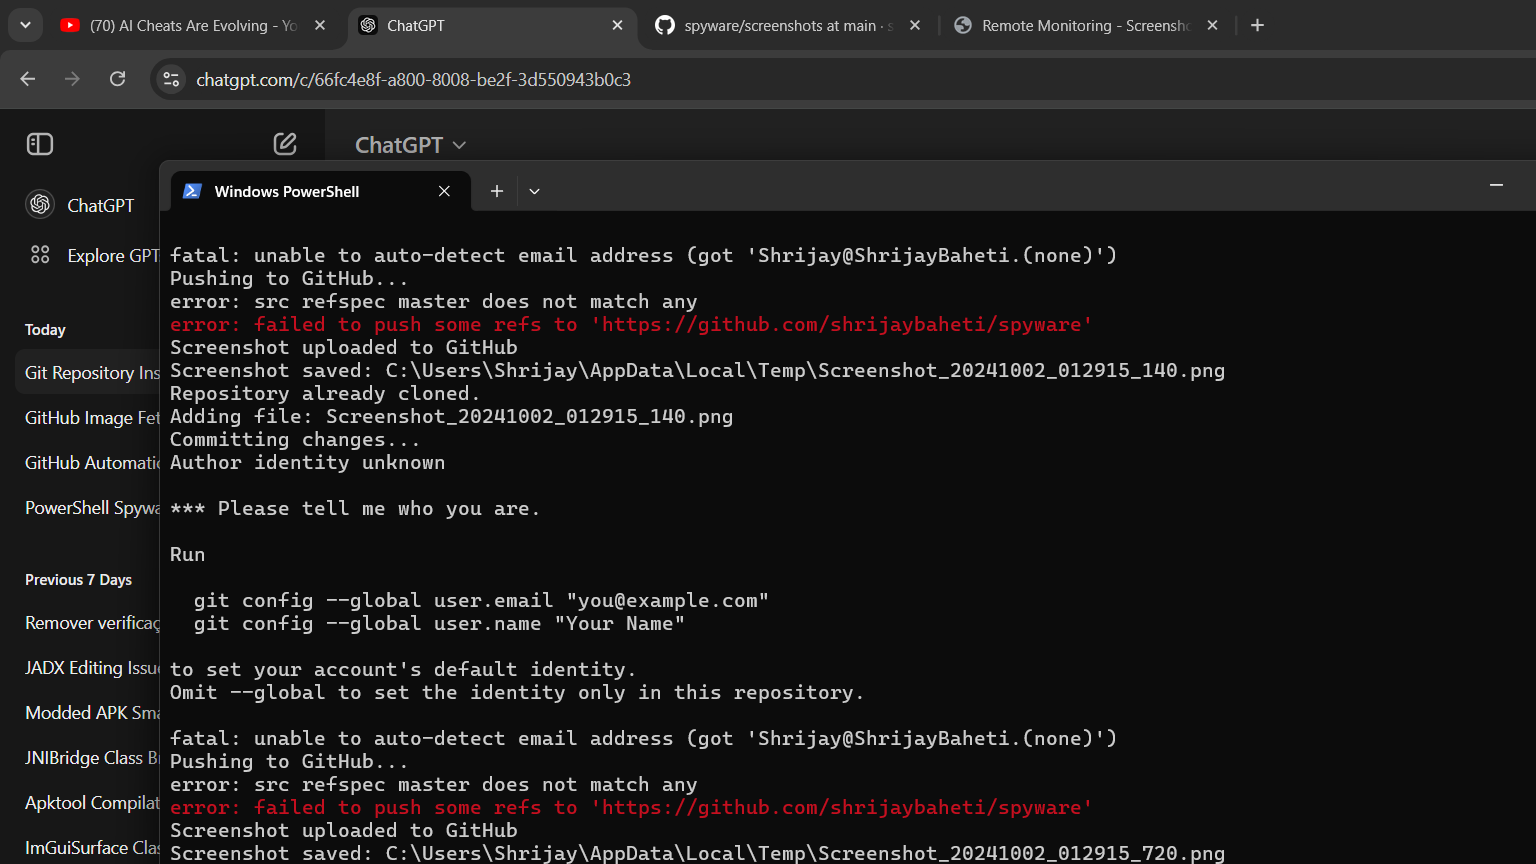 (70) AI Cheats Are Evolving - Yo
ChatGPT
spyware/screenshots at main · s
Remote Monitoring - Screensho
chatgpt.com/c/66fc4e8f-a800-8008-be2f-3d550943b0c3
ChatGPT
ChatGPT
Explore GPT
Today
Git Repository Ins
GitHub Image Fet
GitHub Automatic
PowerShell Spywa
Previous 7 Days
Remover verificaç
JADX Editing Issue
Modded APK Sma
JNIBridge Class B
Apktool Compilat
ImGuiSurface Clas
Windows PowerShell
fatal: unable to auto-detect email address (got 'Shrijay@ShrijayBaheti.(none)')
Pushing to GitHub...
error: src refspec master does not match any
error: failed to push some refs to 'https://github.com/shrijaybaheti/spyware'
Screenshot uploaded to GitHub
Screenshot saved: C:\Users\Shrijay\AppData\Local\Temp\Screenshot_20241002_012915_140.png
Repository already cloned.
Adding file: Screenshot_20241002_012915_140.png
Committing changes...
Author identity unknown
*** Please tell me who you are.
Run
git config --global user.email "you@example.com"
git config --global user.name "Your Name"
to set your account's default identity.
Omit --global to set the identity only in this repository.
fatal: unable to auto-detect email address (got 'Shrijay@ShrijayBaheti.(none)')
Pushing to GitHub...
error: src refspec master does not match any
error: failed to push some refs to 'https://github.com/shrijaybaheti/spyware'
Screenshot uploaded to GitHub
Screenshot saved: C:\Users\Shrijay\AppData\Local\Temp\Screenshot_20241002_012915_720.png